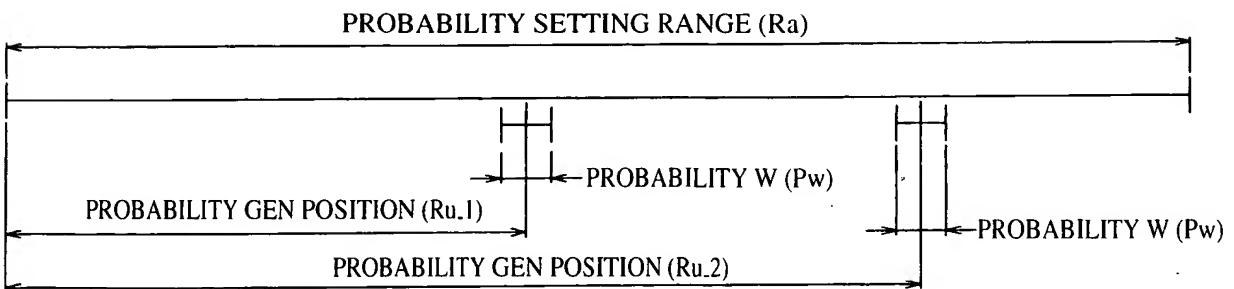 PROBABILITY SETTING RANGE (Ra)
PROBABILITY W (Pw)
PROBABILITY GEN POSITION (Ru_1)
PROBABILITY W (Pw)
PROBABILITY GEN POSITION (Ru_2)